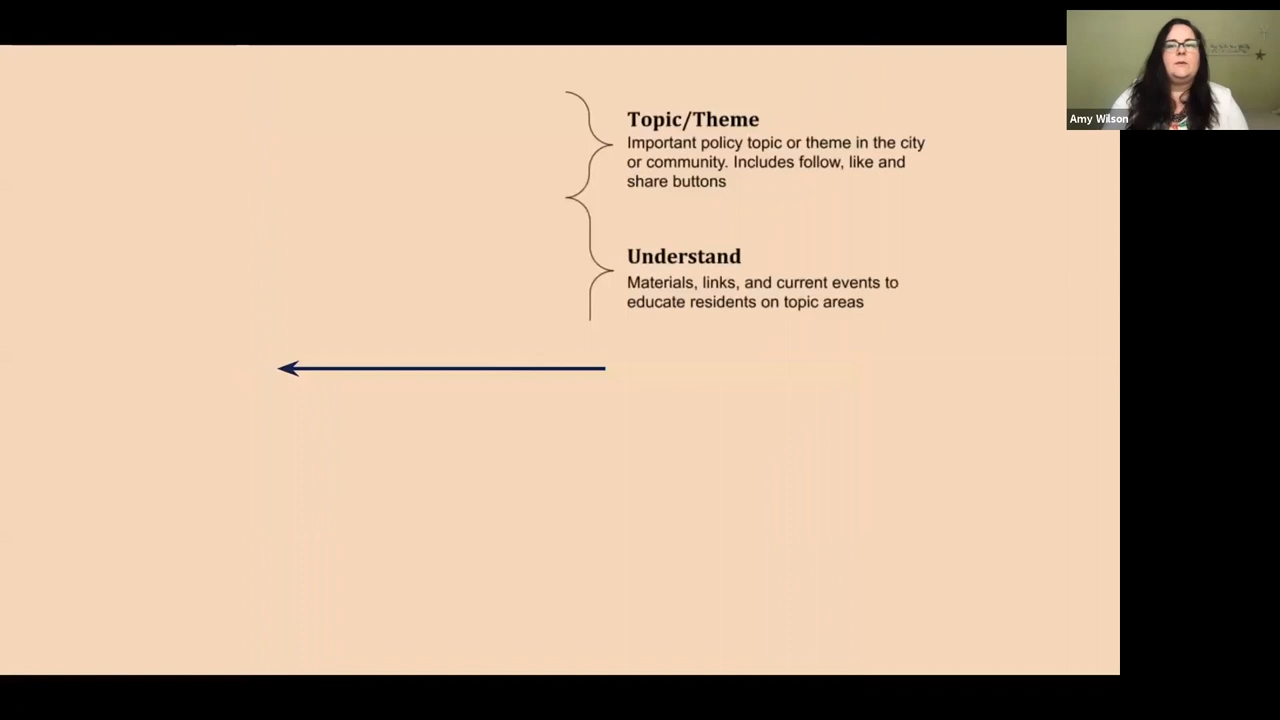 Topic/Theme
Important policy topic or theme in the city
or community. Includes follow, like and
share buttons
Understand
Materials, links, and current events to
educate residents on topic areas
Amy Wilson